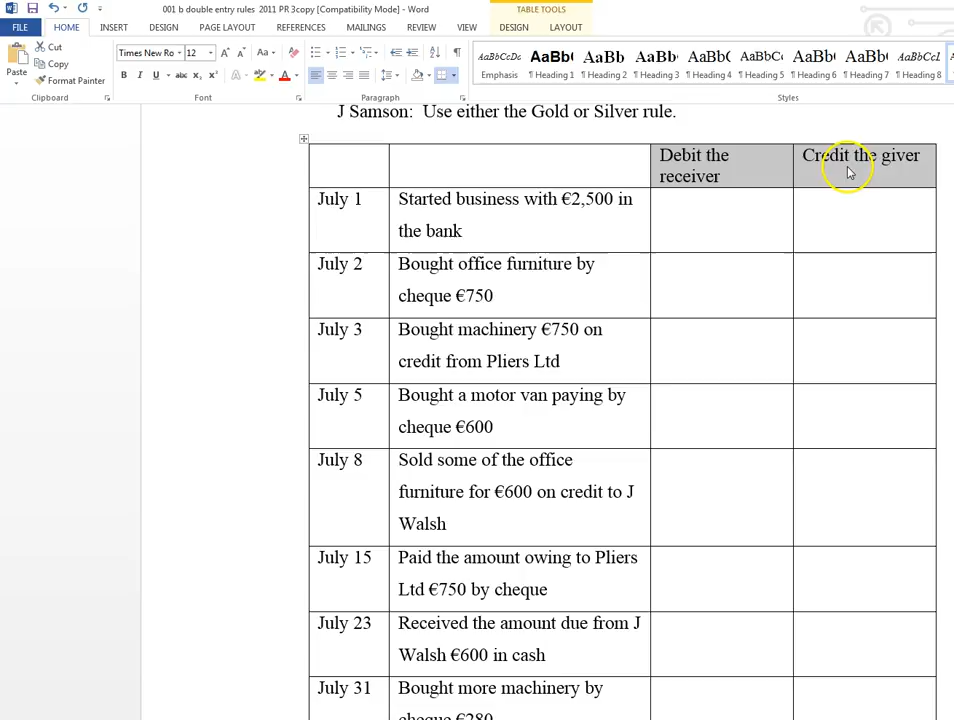 001 b double entry rules 2011 PR 3copy [Compatibility Mode] - Word
TABLE TOOLS
FILE HOME INSERT DESIGN PAGE LAYOUT REFERENCES MAILINGS REVIEW VIEW DESIGN LAYOUT
Paste
Cut
Copy
Format Painter
Clipboard
Times New Ro 12
Aa
B I U abc x₂ x²
Font
Paragraph
AaBbCcDc AaBb( AaBb( AaBb( AaBb( AaBbC( AaBb( AaBb( AaBbCcI
Emphasis ¶ Heading 1 ¶ Heading 2 ¶ Heading 3 ¶ Heading 4 ¶ Heading 5 ¶ Heading 6 ¶ Heading 7 ¶ Heading 8
Styles
J Samson: Use either the Gold or Silver rule.
Debit the
receiver
Credit the giver
July 1
Started business with €2,500 in
the bank
July 2
Bought office furniture by
cheque €750
July 3
Bought machinery €750 on
credit from Pliers Ltd
July 5
Bought a motor van paying by
cheque €600
July 8
Sold some of the office
furniture for €600 on credit to J
Walsh
July 15
Paid the amount owing to Pliers
Ltd €750 by cheque
July 23
Received the amount due from J
Walsh €600 in cash
July 31
Bought more machinery by
cheque €280